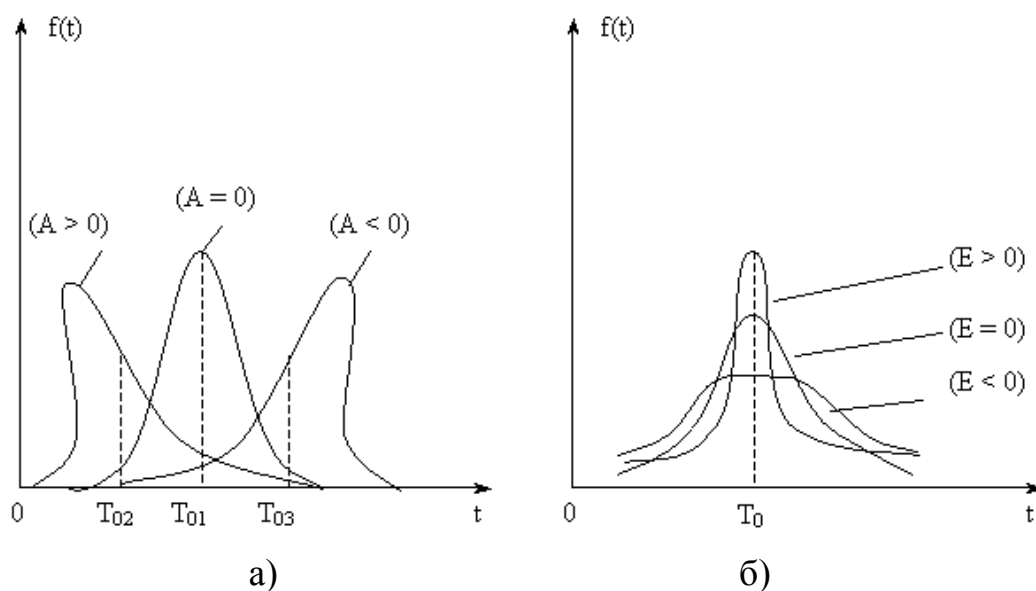 f(t)
(A > 0)
(A = 0)
(A < 0)
0
T02
T01
T03
t
а)
f(t)
(E > 0)
(E = 0)
(E < 0)
0
T0
t
б)